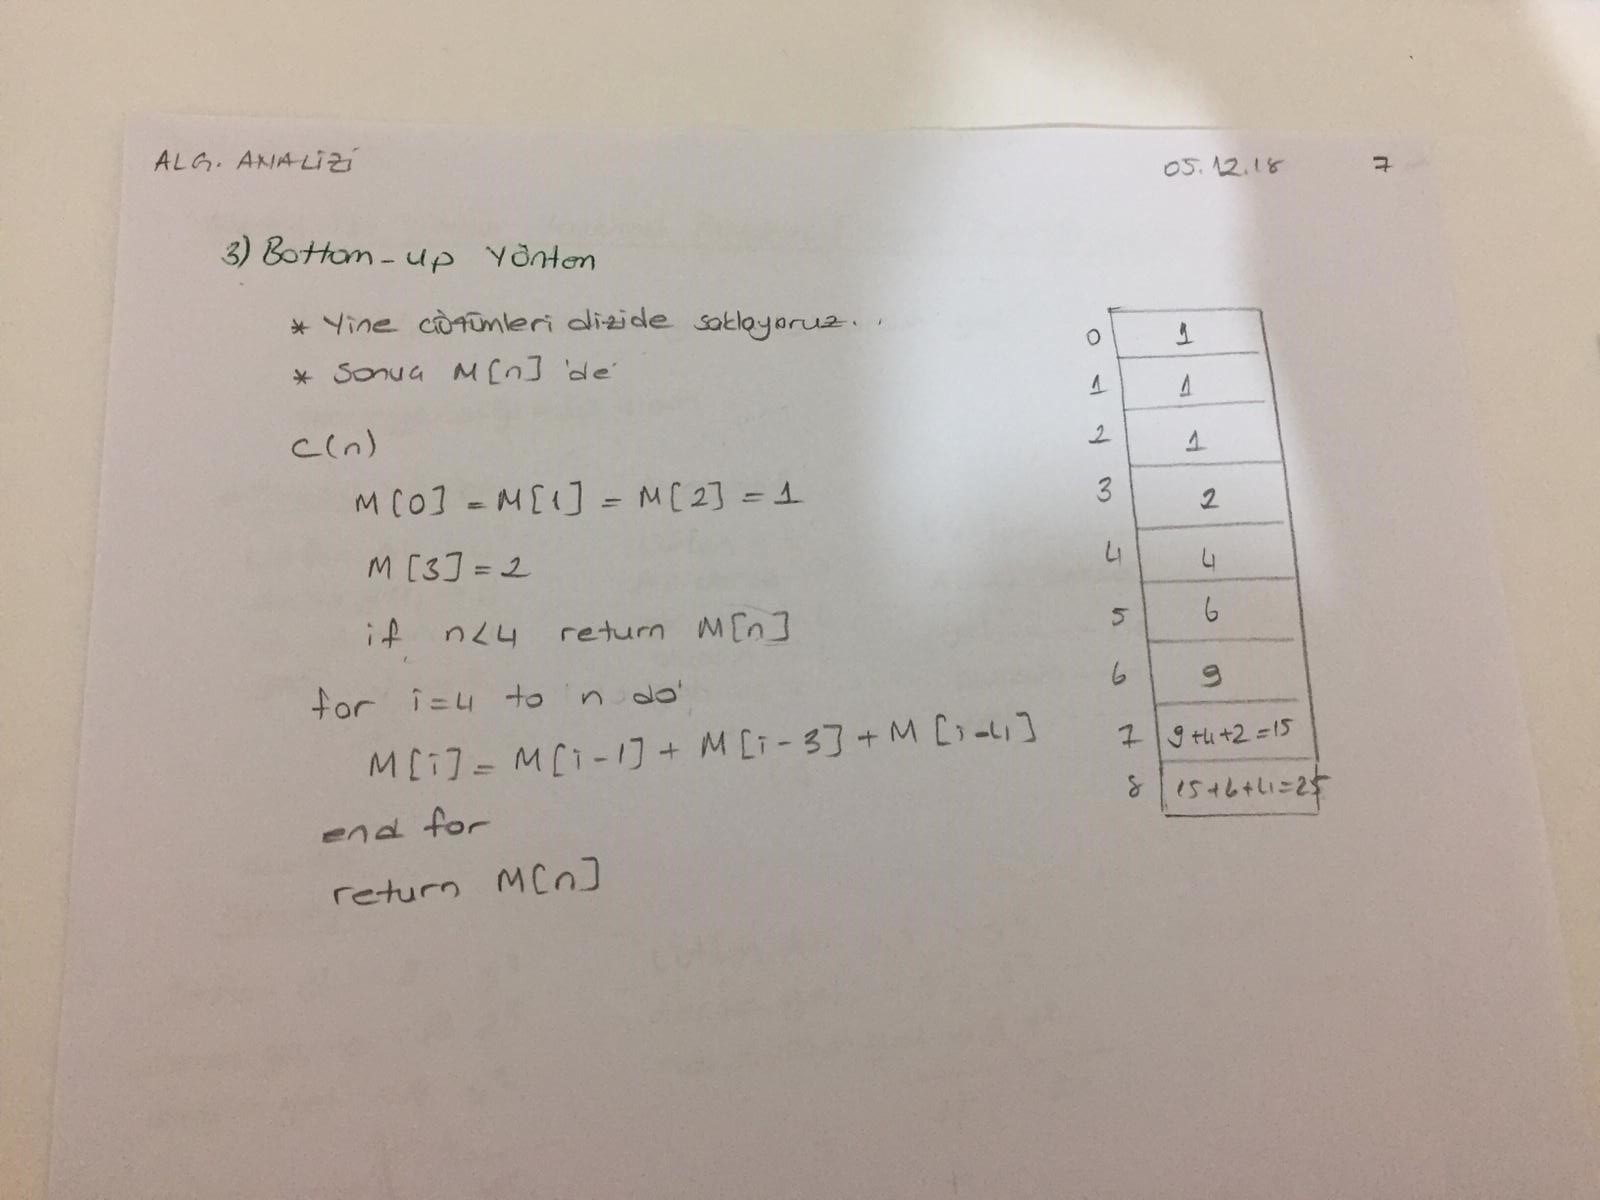 ALG. ANALİZİ
05.12.18 7
3) Bottom-up Yöntem
* Yine çözümleri dizide saklıyoruz..
* Sonuç M[n] 'de
C(n)
M[0] = M[1] = M[2] = 1
M[3] = 2
if n<4 return M[n]
for i=4 to n do
M[i] = M[i-1] + M[i-3] + M[i-4]
end for
return M[n]
0 1
1 1
2 1
3 2
4 4
5 6
6 9
7 9+4+2=15
8 15+6+4=25